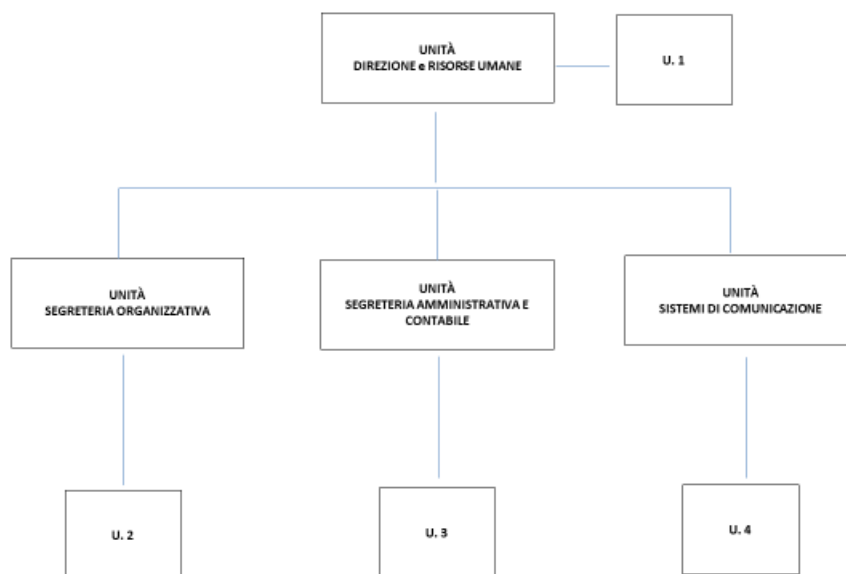 UNITÀ
DIREZIONE e RISORSE UMANE
U. 1
UNITÀ
SEGRETERIA ORGANIZZATIVA
UNITÀ
SEGRETERIA AMMINISTRATIVA E
CONTABILE
UNITÀ
SISTEMI DI COMUNICAZIONE
U. 2
U. 3
U. 4